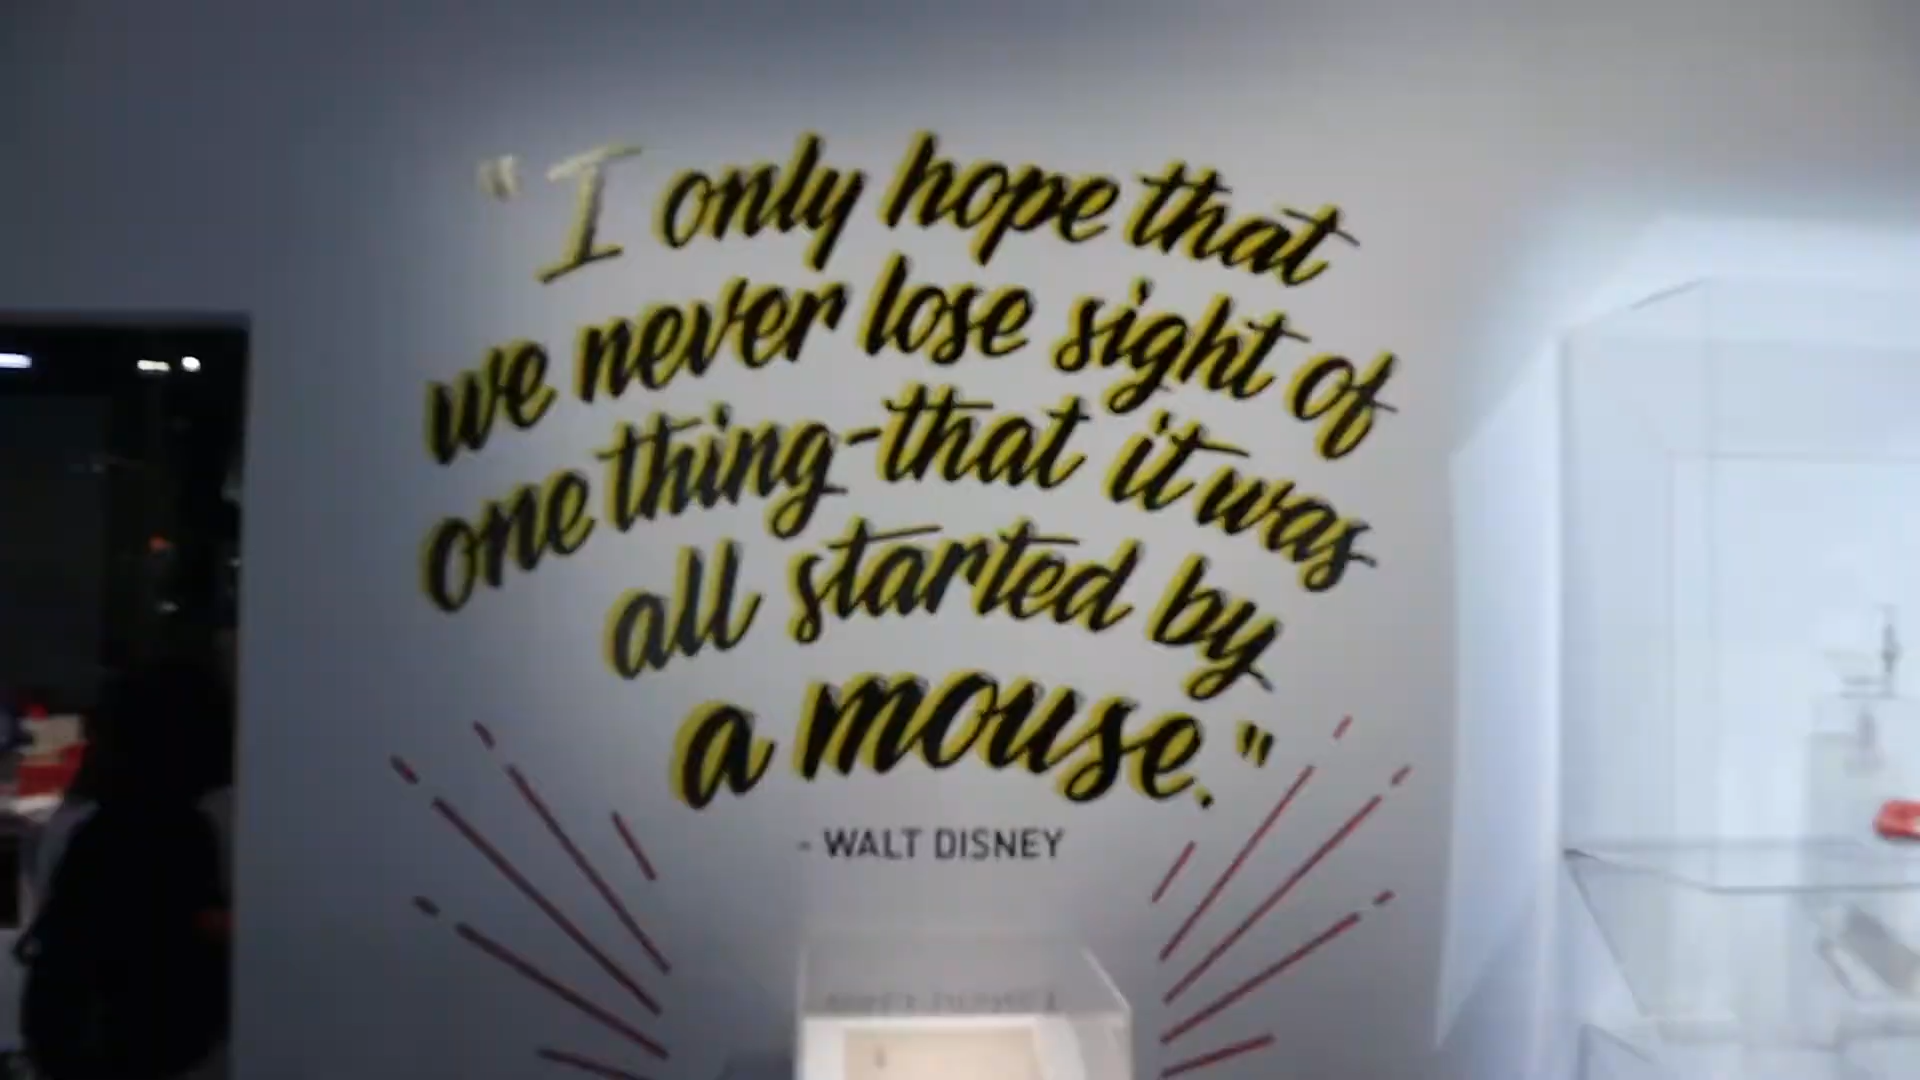 "I only hope that
we never lose sight of
one thing-that it was
all started by
a mouse."
- WALT DISNEY